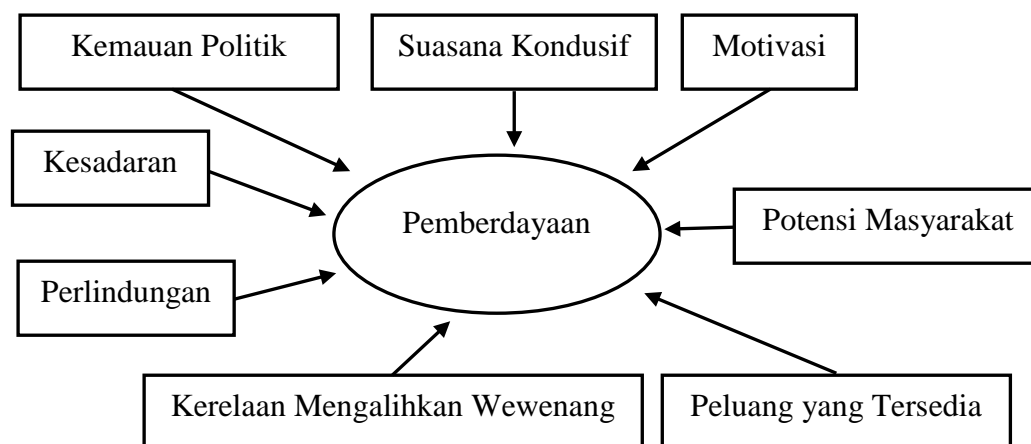 Kemauan Politik
Suasana Kondusif
Motivasi
Kesadaran
Pemberdayaan
Potensi Masyarakat
Perlindungan
Kerelaan Mengalihkan Wewenang
Peluang yang Tersedia